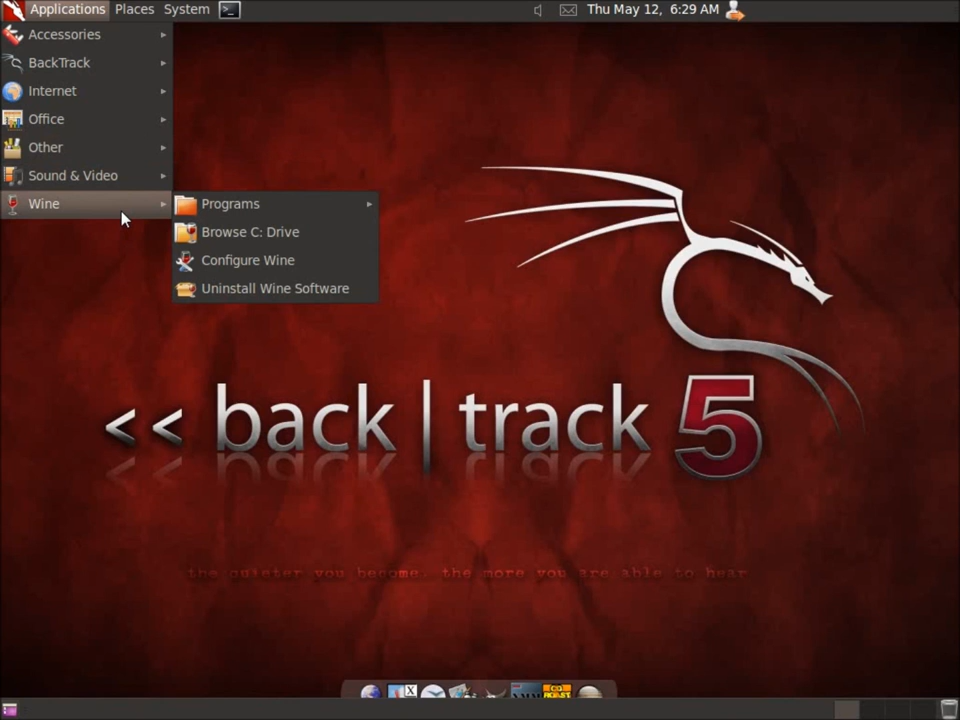 Applications Places System Thu May 12, 6:29 AM
Accessories
BackTrack
Internet
Office
Other
Sound & Video
Wine
Programs
Browse C: Drive
Configure Wine
Uninstall Wine Software
<< back | track 5
the quieter you become, the more you are able to hear